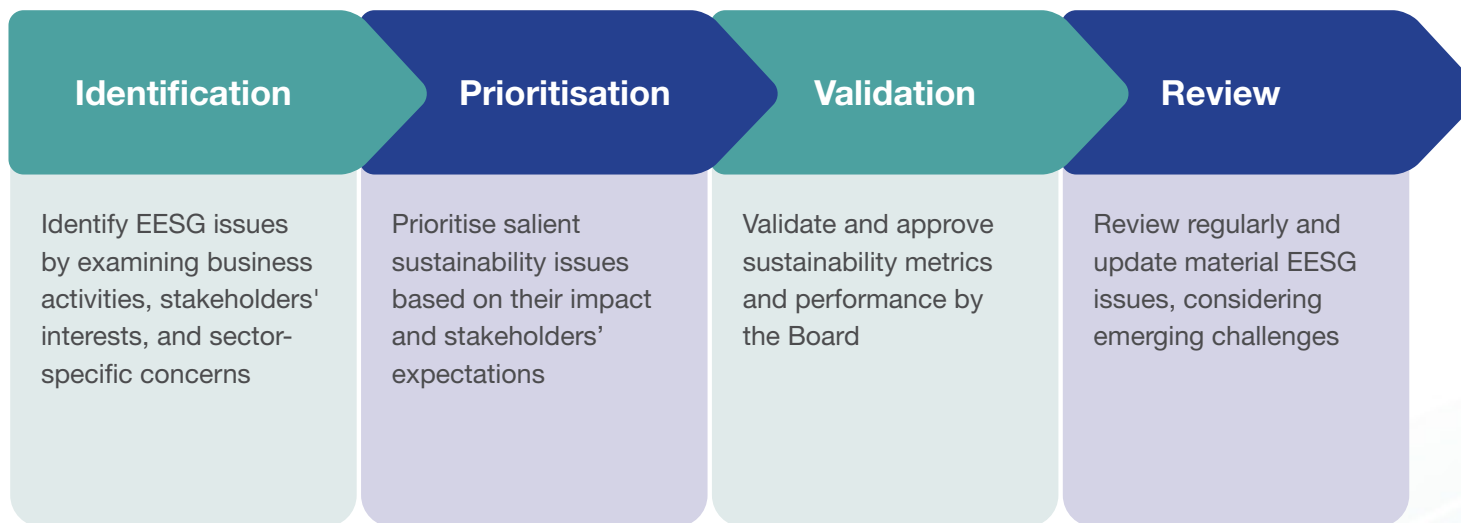 Identification
Identify EESG issues
by examining business
activities, stakeholders'
interests, and sector-
specific concerns
Prioritisation
Prioritise salient
sustainability issues
based on their impact
and stakeholders’
expectations
Validation
Validate and approve
sustainability metrics
and performance by
the Board
Review
Review regularly and
update material EESG
issues, considering
emerging challenges